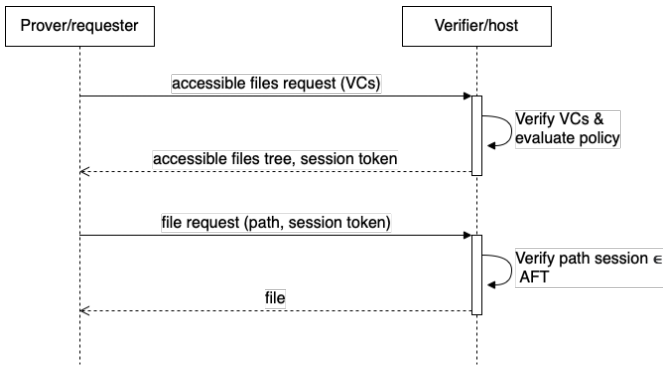 Prover/requester
Verifier/host
accessible files request (VCs)
Verify VCs &
evaluate policy
accessible files tree, session token
file request (path, session token)
Verify path session ∈
AFT
file